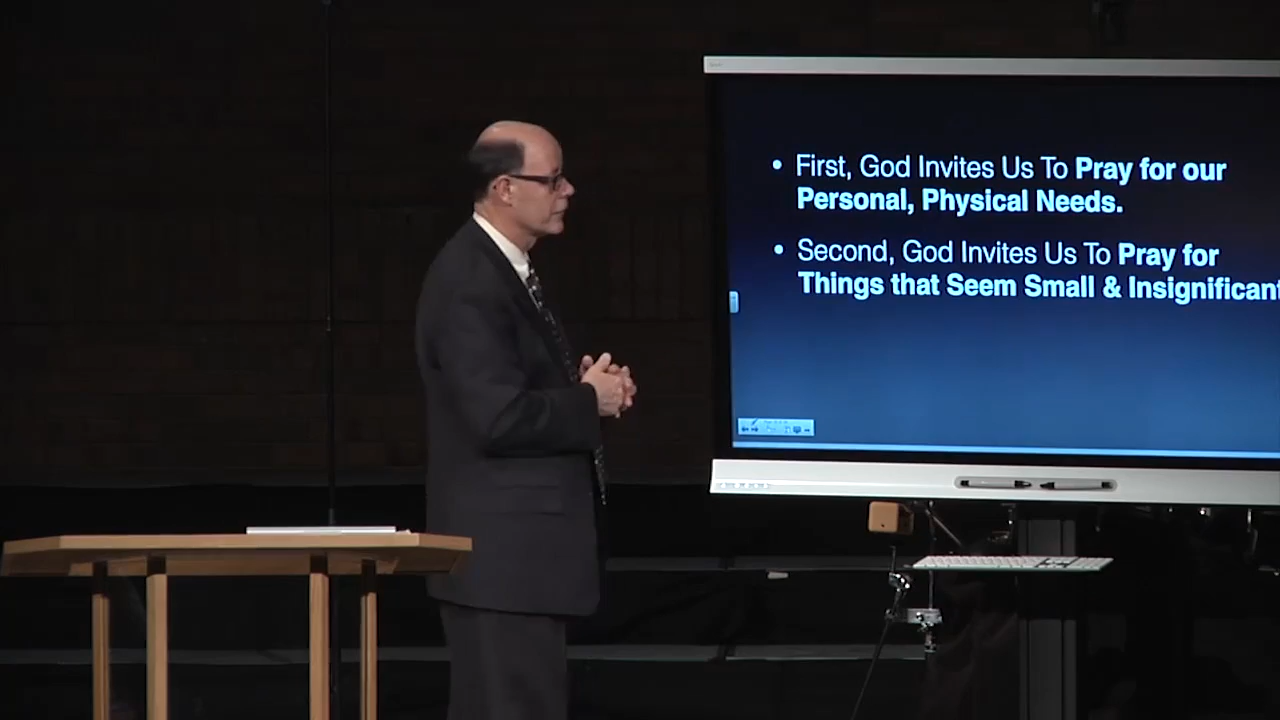 • First, God Invites Us To Pray for our
Personal, Physical Needs.
• Second, God Invites Us To Pray for
Things that Seem Small & Insignificant